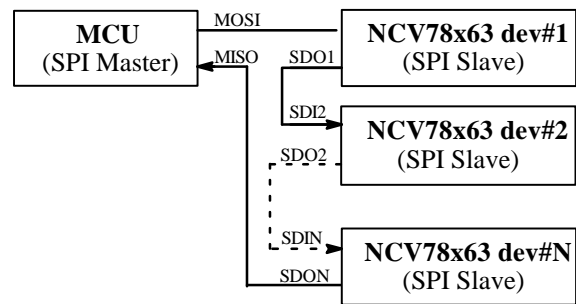 MCU
(SPI Master)
MOSI
MISO
NCV78x63 dev#1
(SPI Slave)
SDO1
SDI2
NCV78x63 dev#2
(SPI Slave)
SDO2
SDIN
NCV78x63 dev#N
(SPI Slave)
SDON